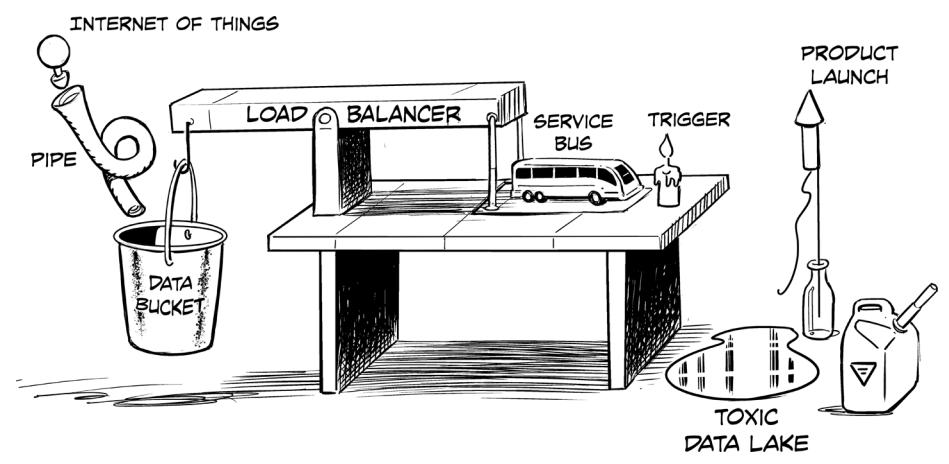 INTERNET OF THINGS
PIPE
LOAD BALANCER
SERVICE
BUS
TRIGGER
PRODUCT
LAUNCH
DATA
BUCKET
TOXIC
DATA LAKE